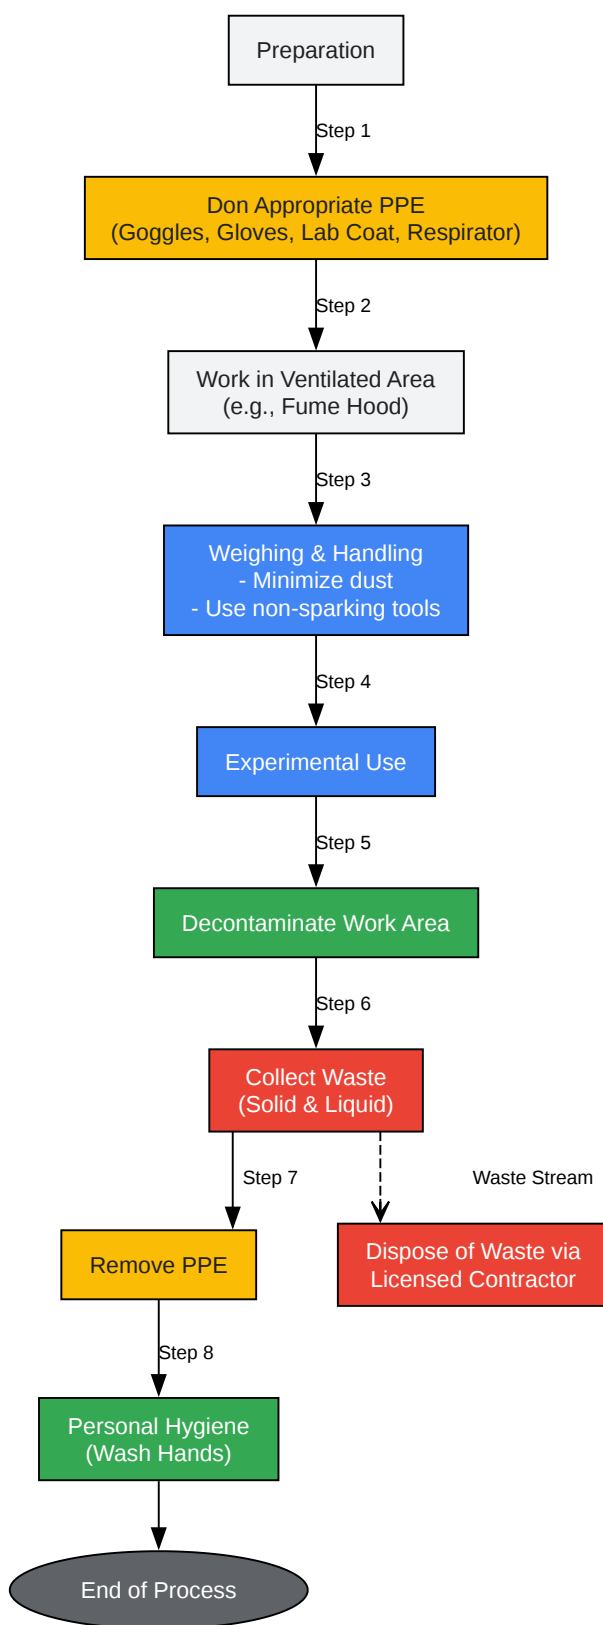 Preparation
Step 1
Don Appropriate PPE
(Goggles, Gloves, Lab Coat, Respirator)
Step 2
Work in Ventilated Area
(e.g., Fume Hood)
Step 3
Weighing & Handling
- Minimize dust
- Use non-sparking tools
Step 4
Experimental Use
Step 5
Decontaminate Work Area
Step 6
Collect Waste
(Solid & Liquid)
Step 7
Waste Stream
Remove PPE
Dispose of Waste via
Licensed Contractor
Step 8
Personal Hygiene
(Wash Hands)
End of Process